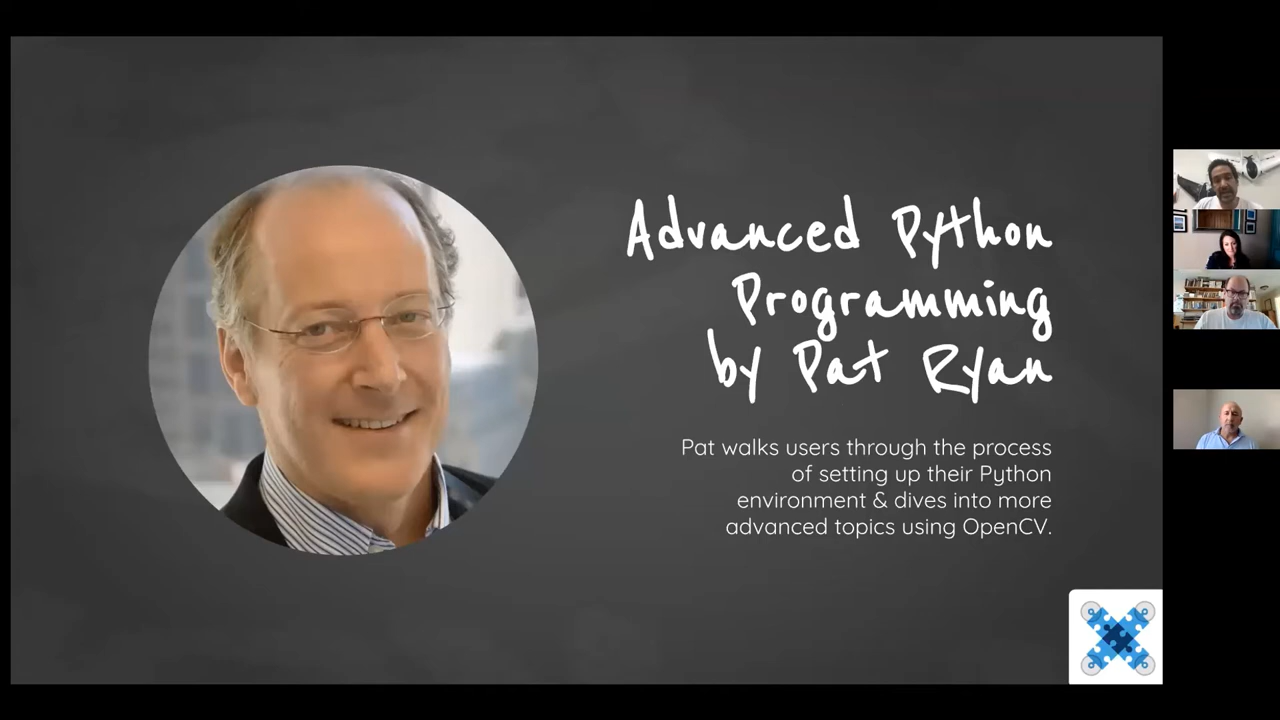 Advanced Python
Programming
by Pat Ryan
Pat walks users through the process
of setting up their Python
environment & dives into more
advanced topics using OpenCV.